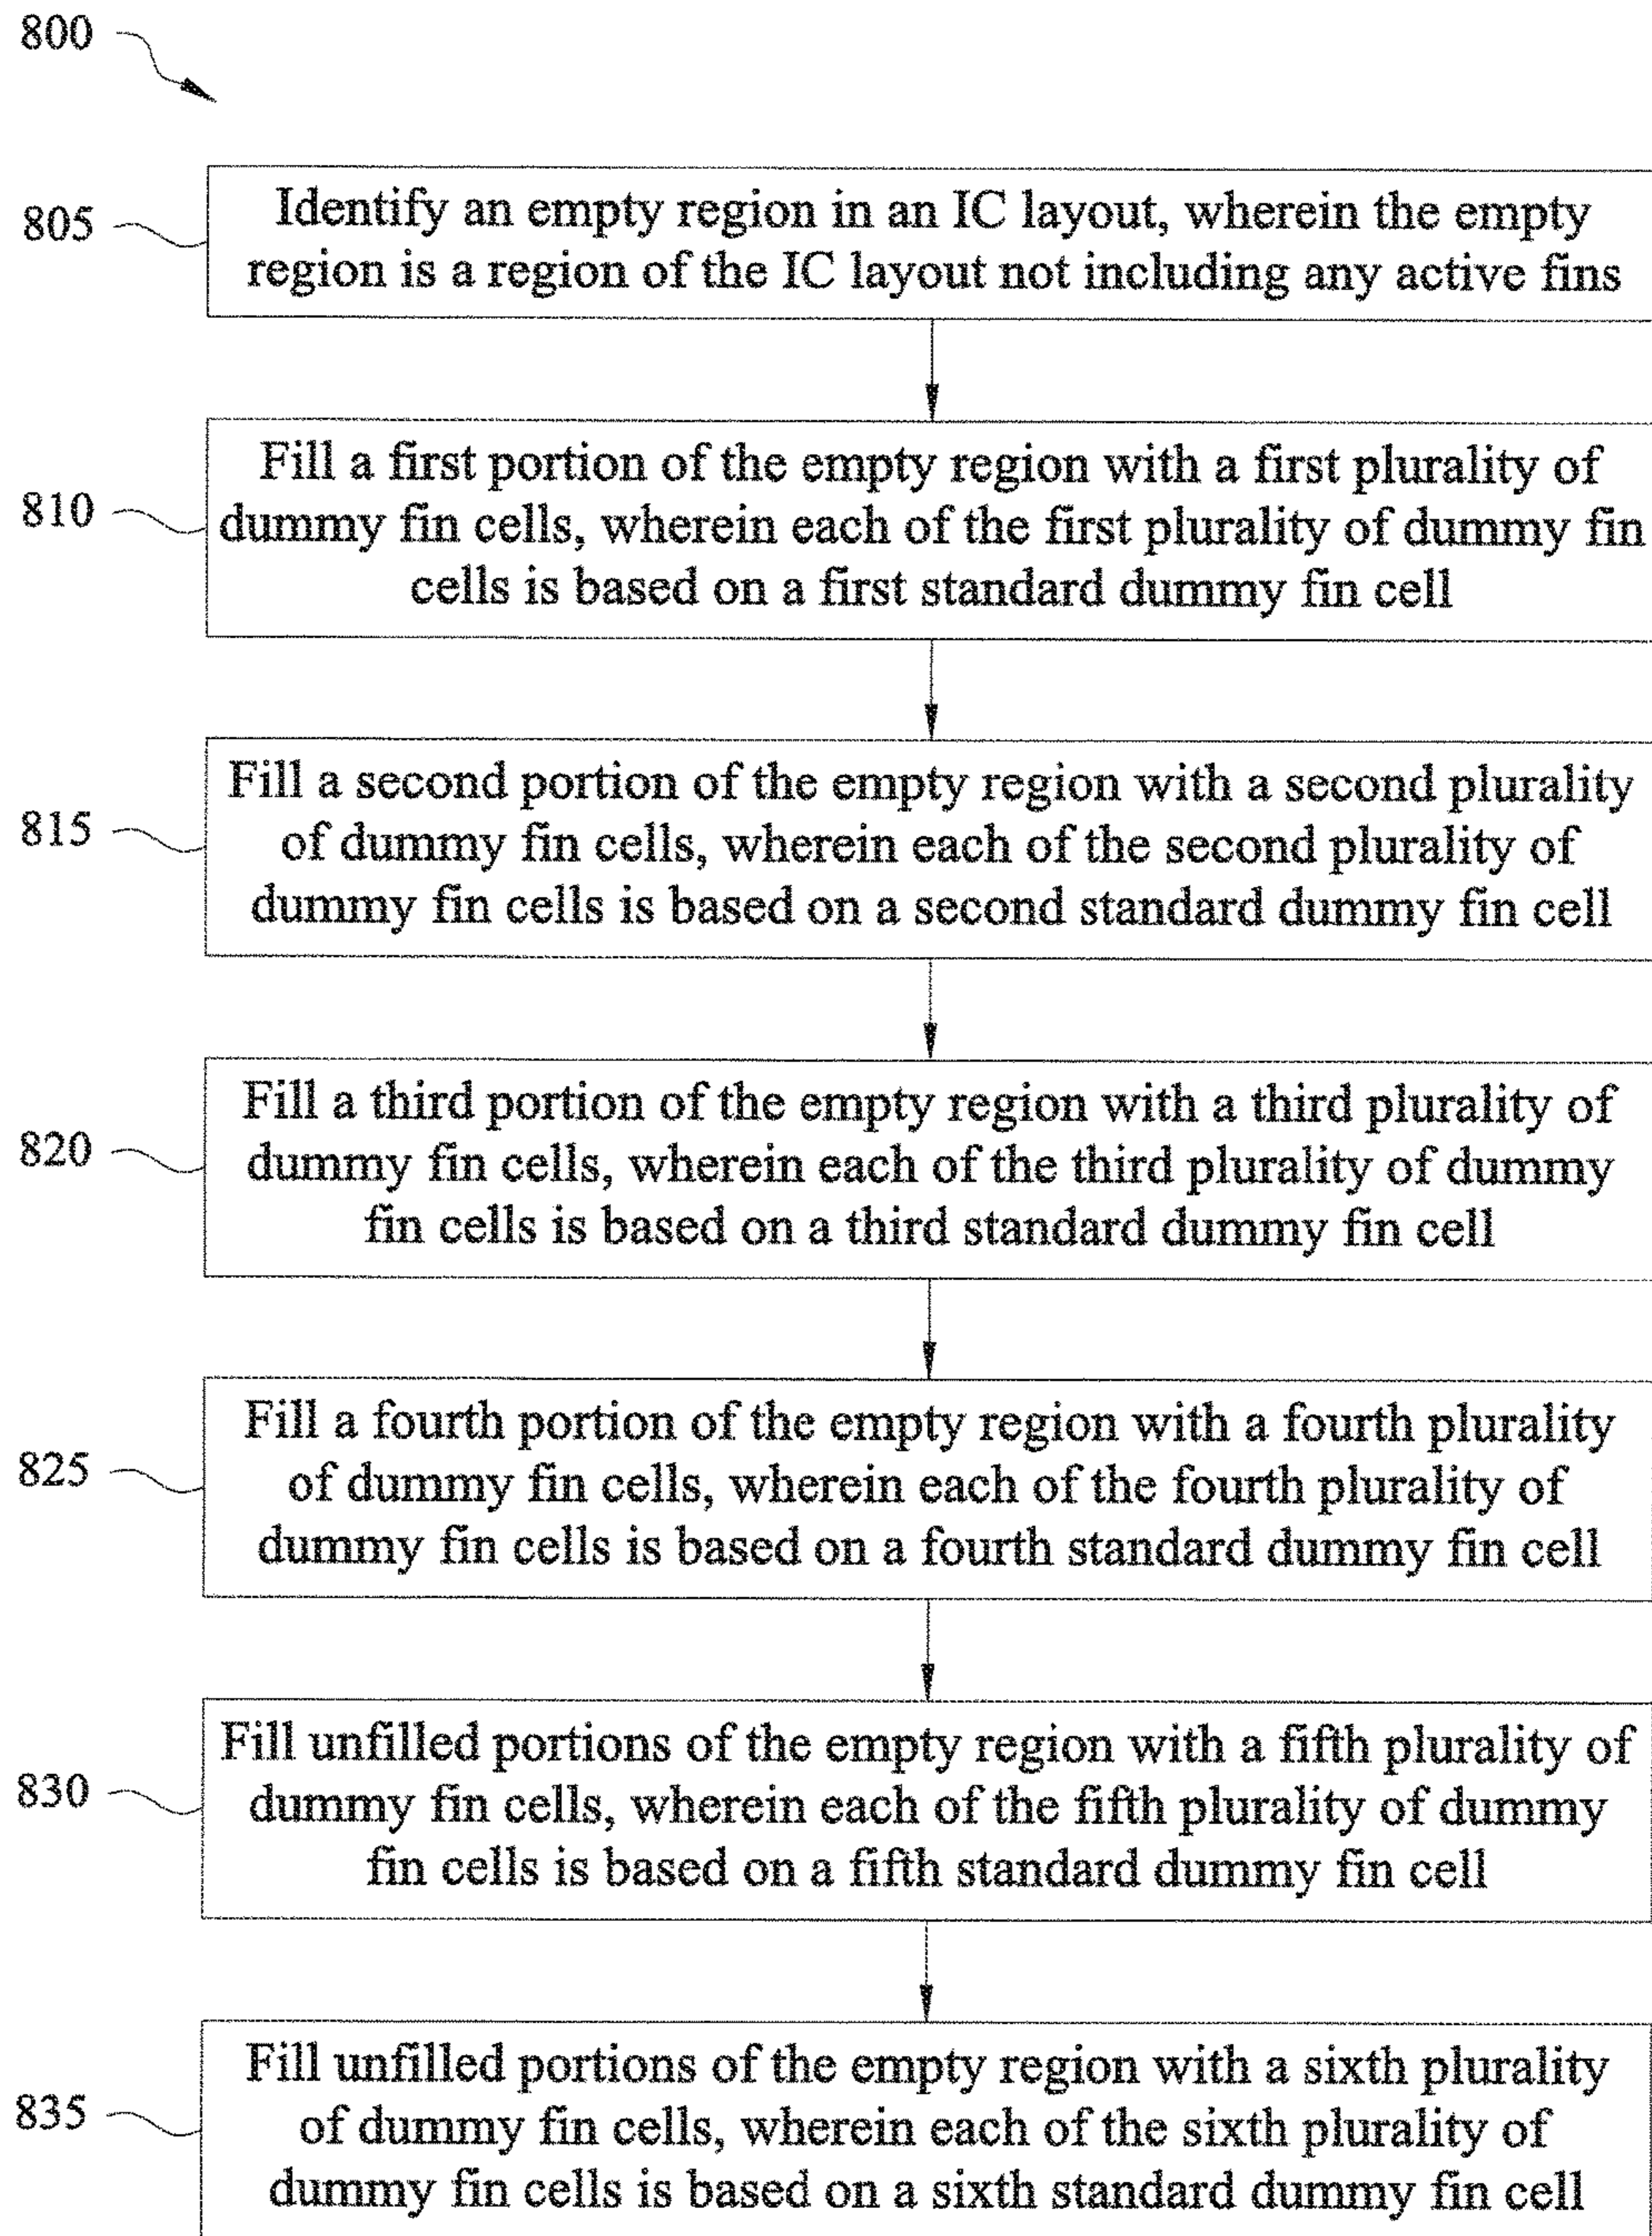 800
805
Identify an empty region in an IC layout, wherein the empty
region is a region of the IC layout not including any active fins
810
Fill a first portion of the empty region with a first plurality of
dummy fin cells, wherein each of the first plurality of dummy fin
cells is based on a first standard dummy fin cell
815
Fill a second portion of the empty region with a second plurality
of dummy fin cells, wherein each of the second plurality of
dummy fin cells is based on a second standard dummy fin cell
820
Fill a third portion of the empty region with a third plurality of
dummy fin cells, wherein each of the third plurality of dummy
fin cells is based on a third standard dummy fin cell
825
Fill a fourth portion of the empty region with a fourth plurality
of dummy fin cells, wherein each of the fourth plurality of
dummy fin cells is based on a fourth standard dummy fin cell
830
Fill unfilled portions of the empty region with a fifth plurality of
dummy fin cells, wherein each of the fifth plurality of dummy
fin cells is based on a fifth standard dummy fin cell
835
Fill unfilled portions of the empty region with a sixth plurality
of dummy fin cells, wherein each of the sixth plurality of
dummy fin cells is based on a sixth standard dummy fin cell